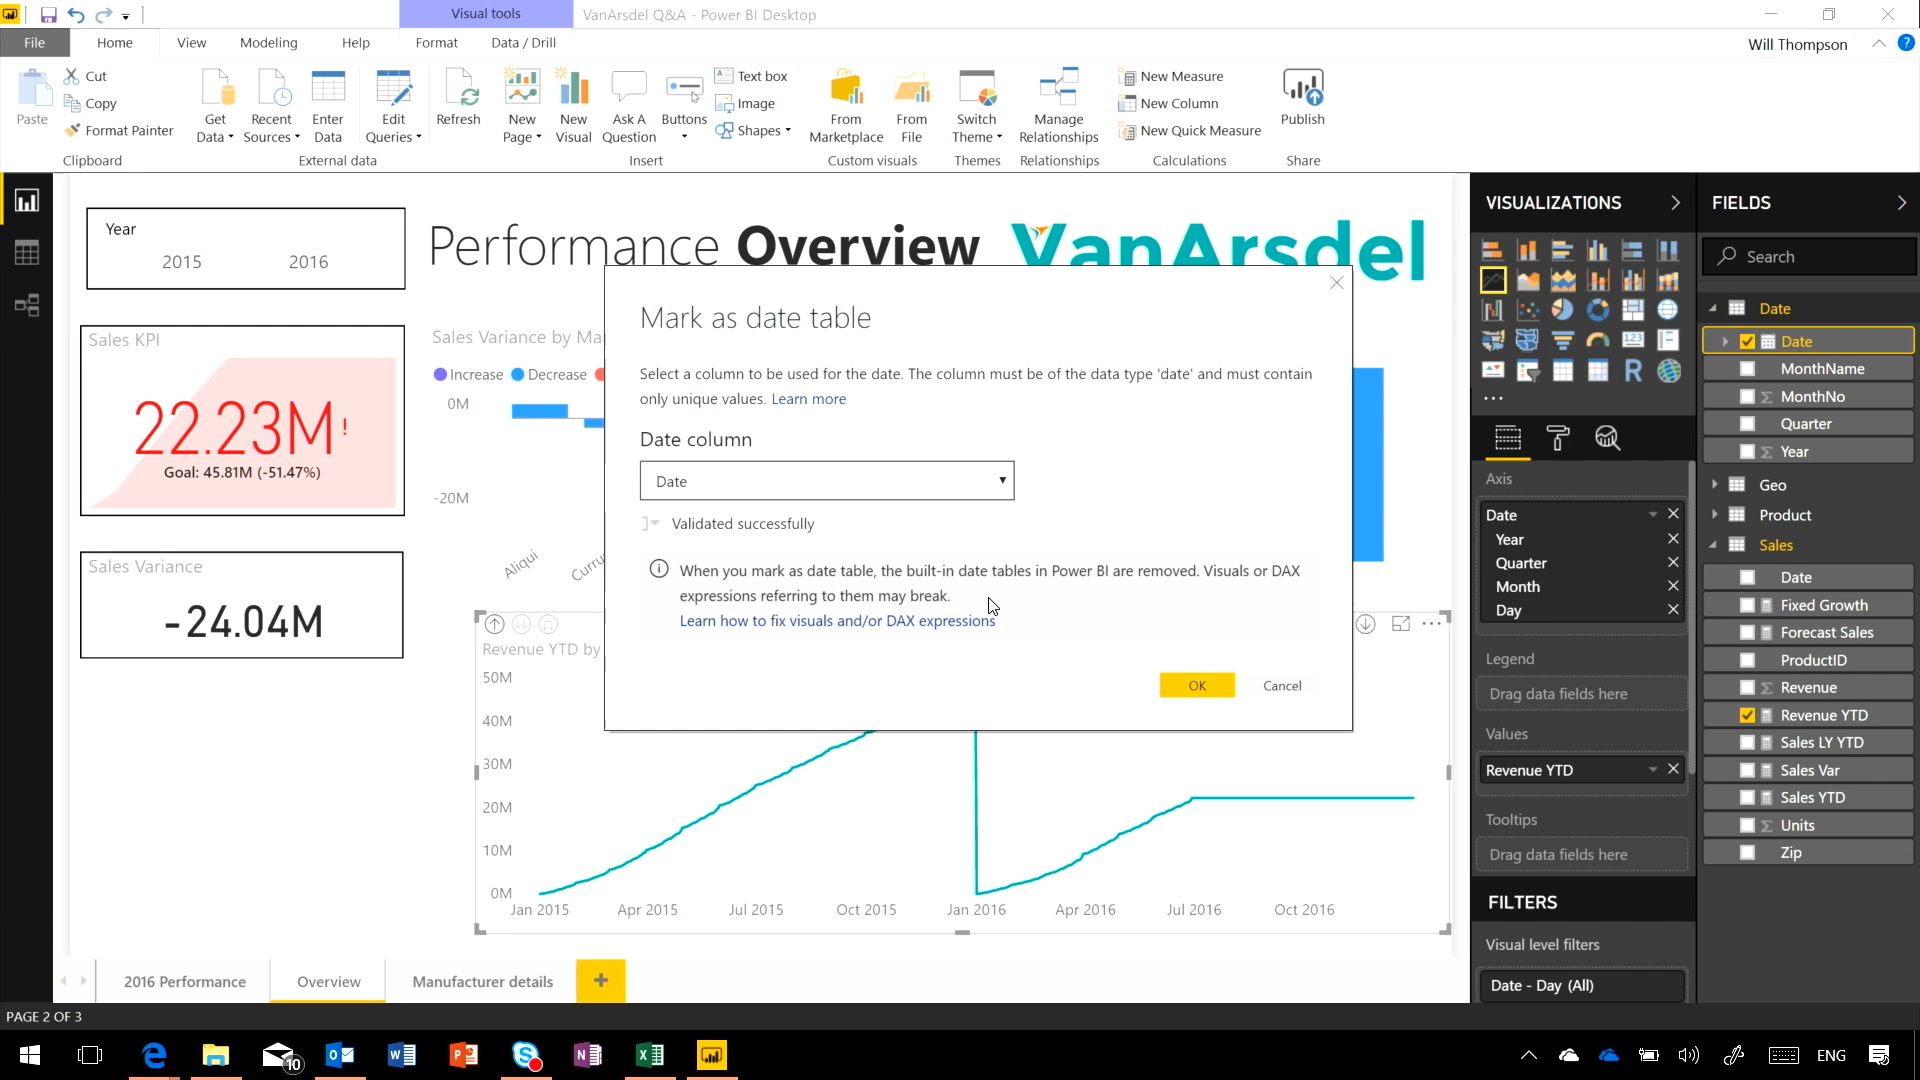 Visual tools
VanArsdel Q&A - Power BI Desktop
File
Home
View
Modeling
Help
Format
Data / Drill
Will Thompson
?
Paste
Cut
Copy
Format Painter
Clipboard
Get Data
Recent Sources
Enter Data
Edit Queries
External data
Refresh
New Page
New Visual
Ask A Question
Buttons
Text box
Image
Shapes
Insert
From Marketplace
From File
Custom visuals
Switch Theme
Themes
Manage Relationships
Relationships
New Measure
New Column
New Quick Measure
Calculations
Publish
Share
Year
2015 2016
Performance Overview
VanArsdel
Sales KPI
22.23M !
Goal: 45.81M (-51.47%)
Sales Variance
-24.04M
Sales Variance by Ma
Increase Decrease
0M
-20M
Aliqui
Curru
Mark as date table
Select a column to be used for the date. The column must be of the data type 'date' and must contain
only unique values. Learn more
Date column
Date
Validated successfully
When you mark as date table, the built-in date tables in Power BI are removed. Visuals or DAX
expressions referring to them may break.
Learn how to fix visuals and/or DAX expressions
OK
Cancel
Revenue YTD by
50M
40M
30M
20M
10M
0M
Jan 2015 Apr 2015 Jul 2015 Oct 2015 Jan 2016 Apr 2016 Jul 2016 Oct 2016
VISUALIZATIONS
123
R
Axis
Date
Year
Quarter
Month
Day
Legend
Drag data fields here
Values
Revenue YTD
Tooltips
Drag data fields here
FILTERS
Visual level filters
Date - Day (All)
FIELDS
Search
Date
Date
MonthName
MonthNo
Quarter
Year
Geo
Product
Sales
Date
Fixed Growth
Forecast Sales
ProductID
Revenue
Revenue YTD
Sales LY YTD
Sales Var
Sales YTD
Units
Zip
2016 Performance
Overview
Manufacturer details
+
PAGE 2 OF 3
10
ENG